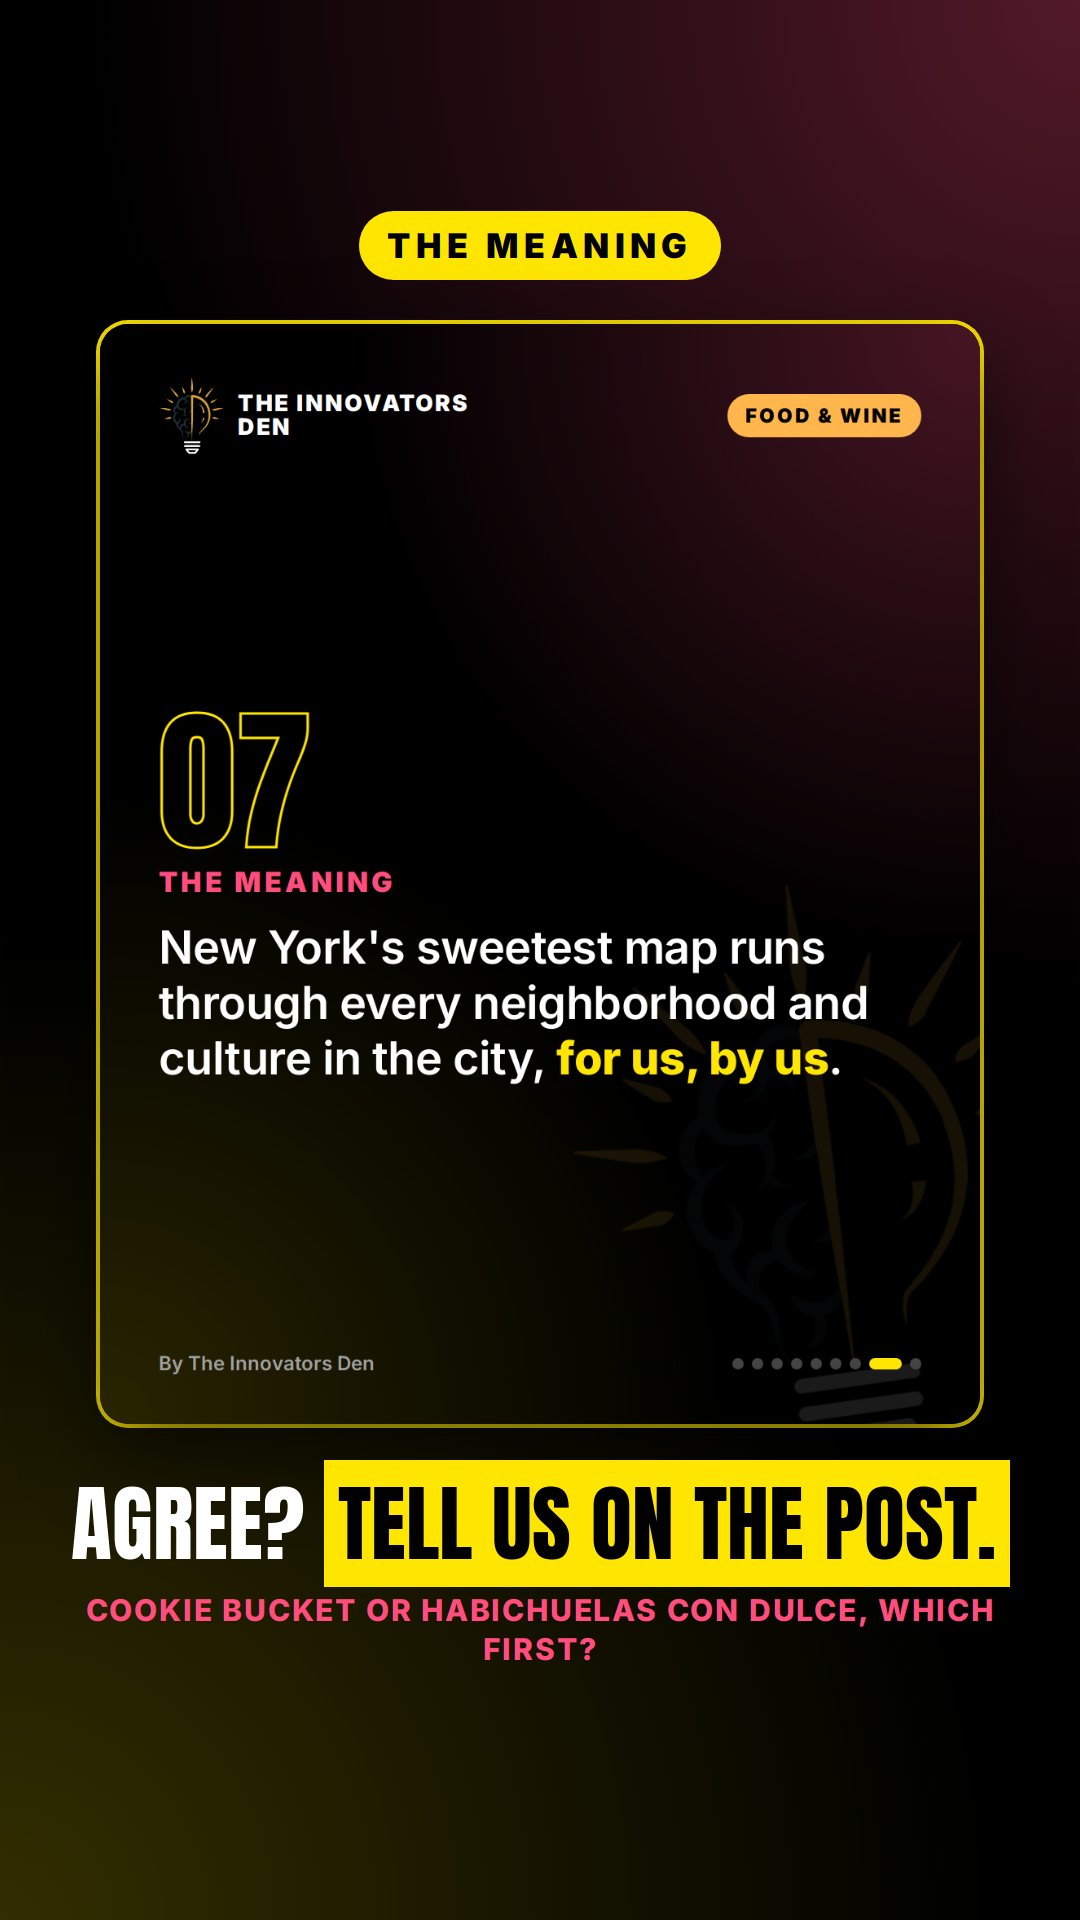 THE MEANING
THE INNOVATORS
DEN
FOOD & WINE
07
THE MEANING
New York's sweetest map runs
through every neighborhood and
culture in the city, for us, by us.
By The Innovators Den
AGREE? TELL US ON THE POST.
COOKIE BUCKET OR HABICHUELAS CON DULCE, WHICH
FIRST?